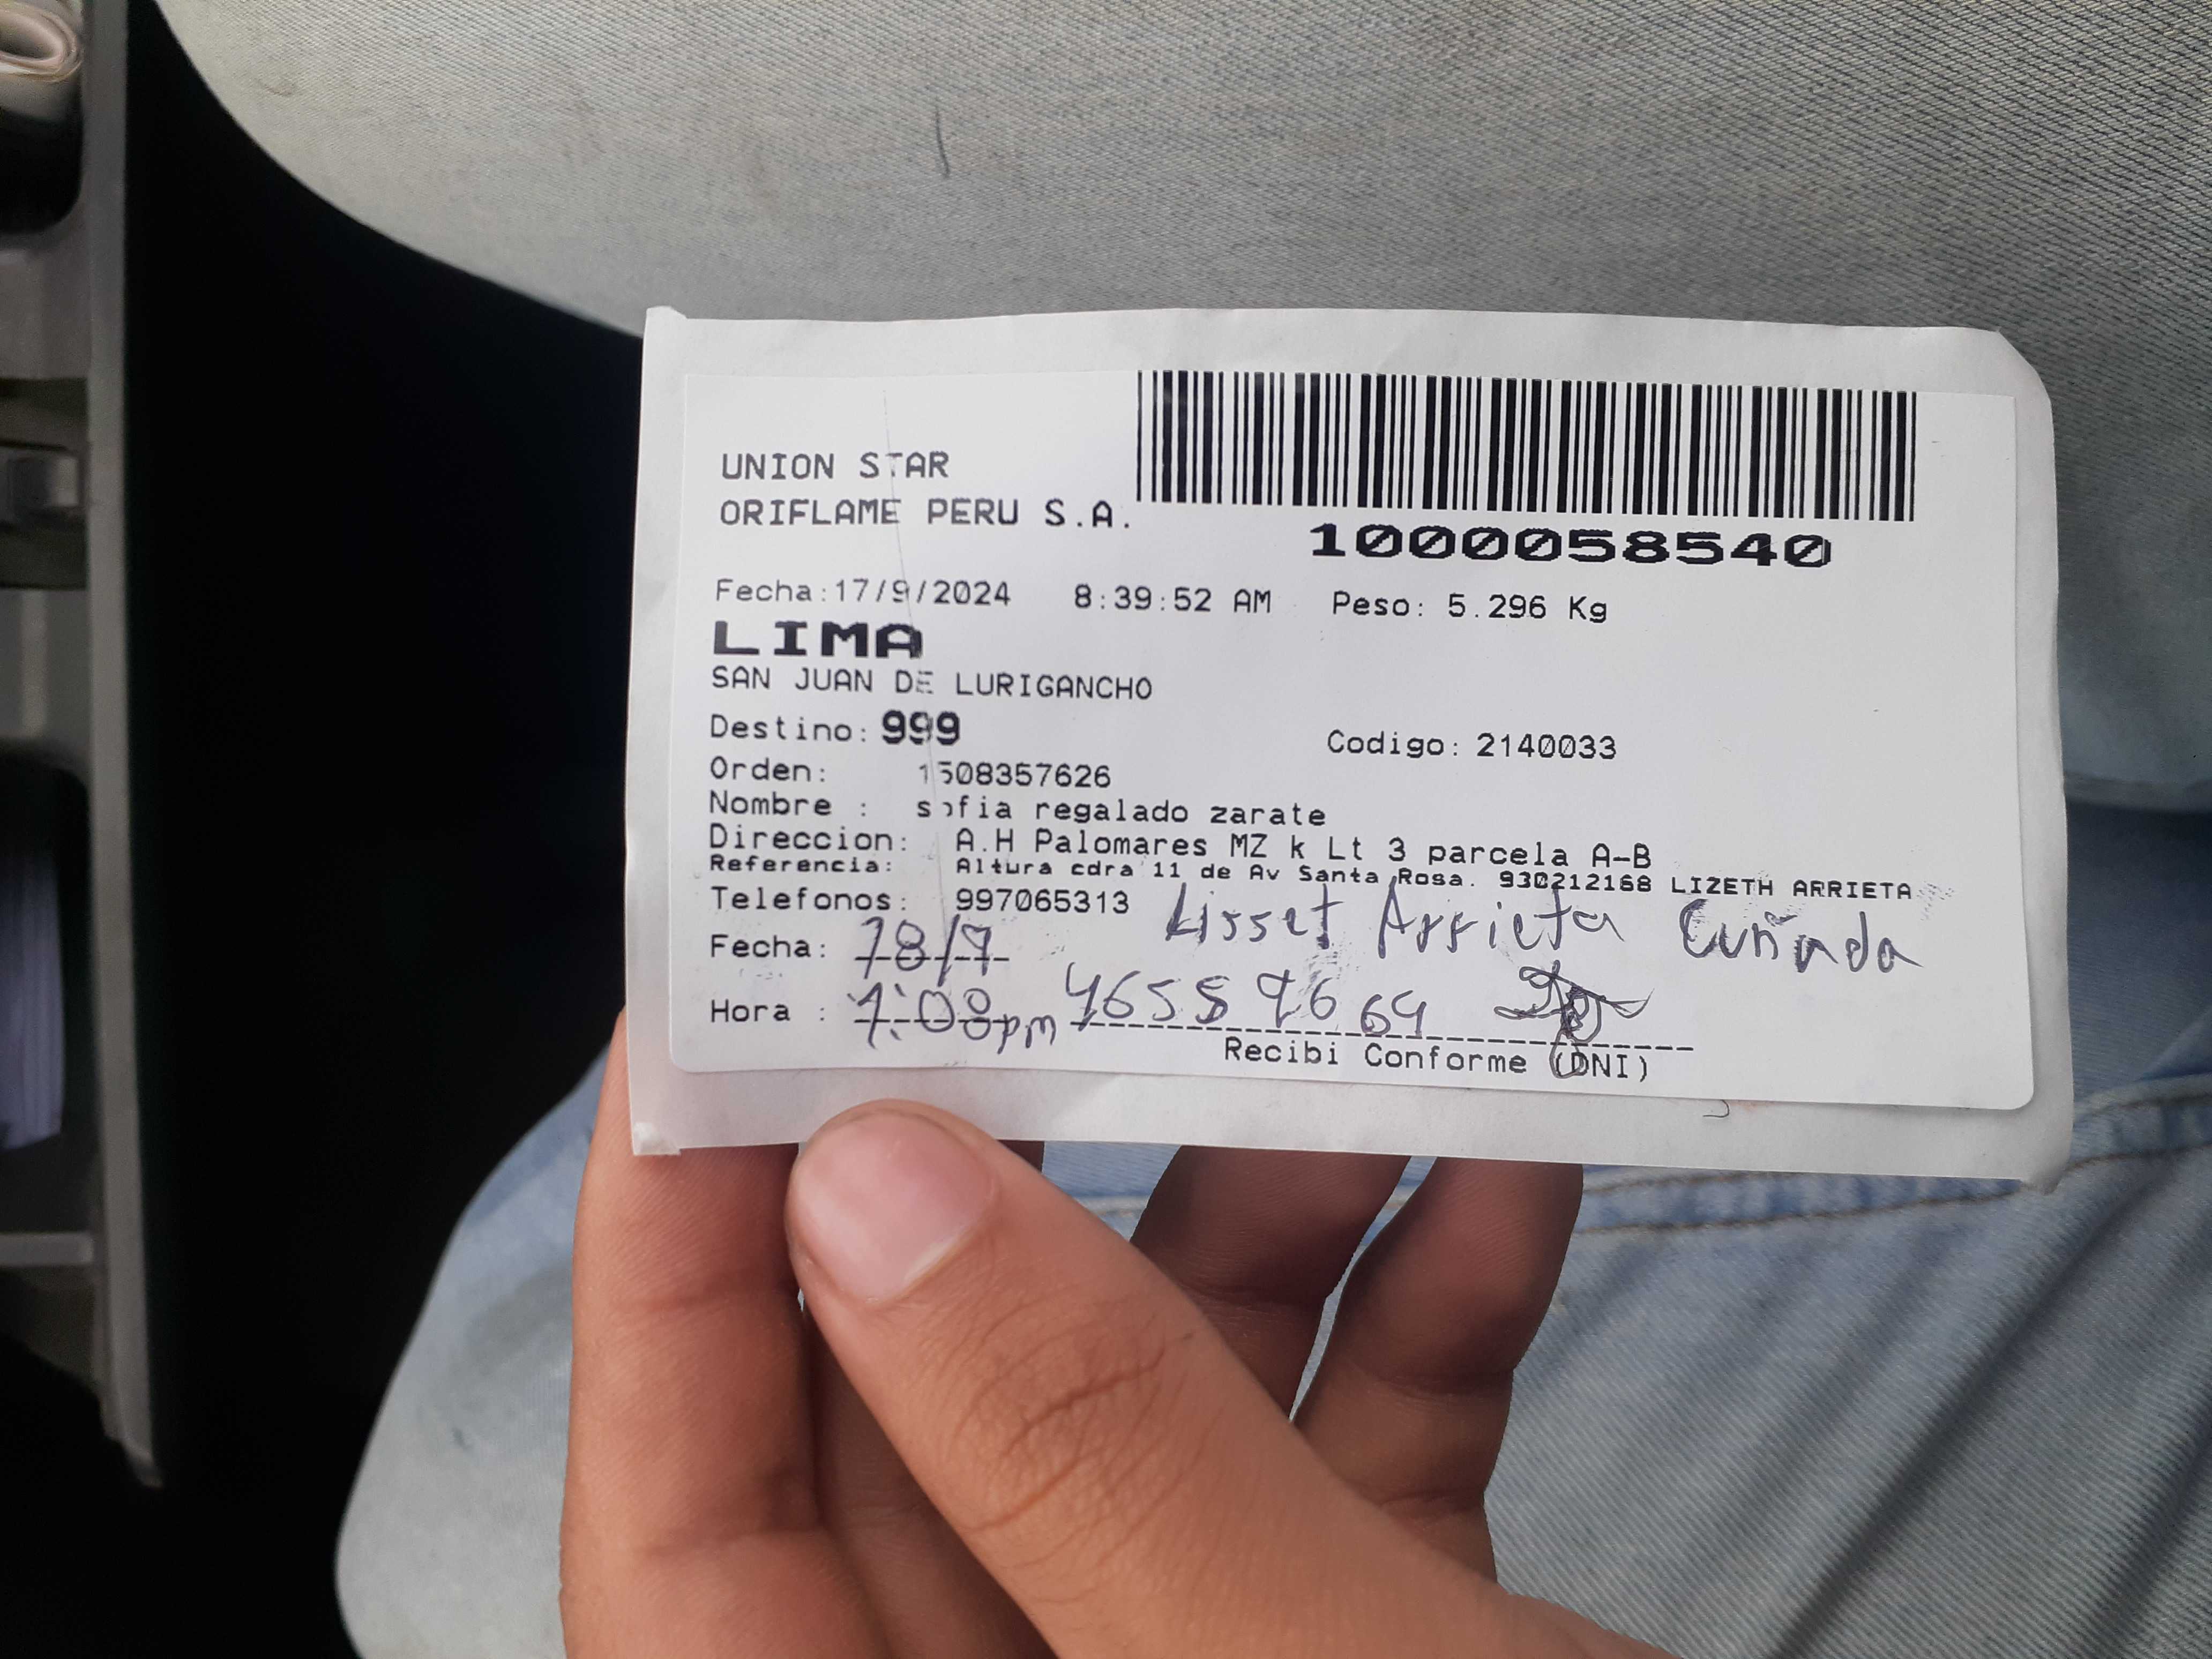 UNION STAR
ORIFLAME PERU S.A.
1000058540
Fecha:17/9/2024 8:39:52 AM Peso: 5.296 Kg
LIMA
SAN JUAN DE LURIGANCHO
Destino: 999 Codigo: 2140033
Orden: 1508357626
Nombre : sofia regalado zarate
Direccion: A.H Palomares MZ k Lt 3 parcela A-B
Referencia: Altura cdra 11 de Av Santa Rosa. 930212168 LIZETH ARRIETA
Telefonos: 997065313 Lisset Arrieta Cuñada
Fecha: 18/9
Hora : 1:08pm
Recibi Conforme (DNI)